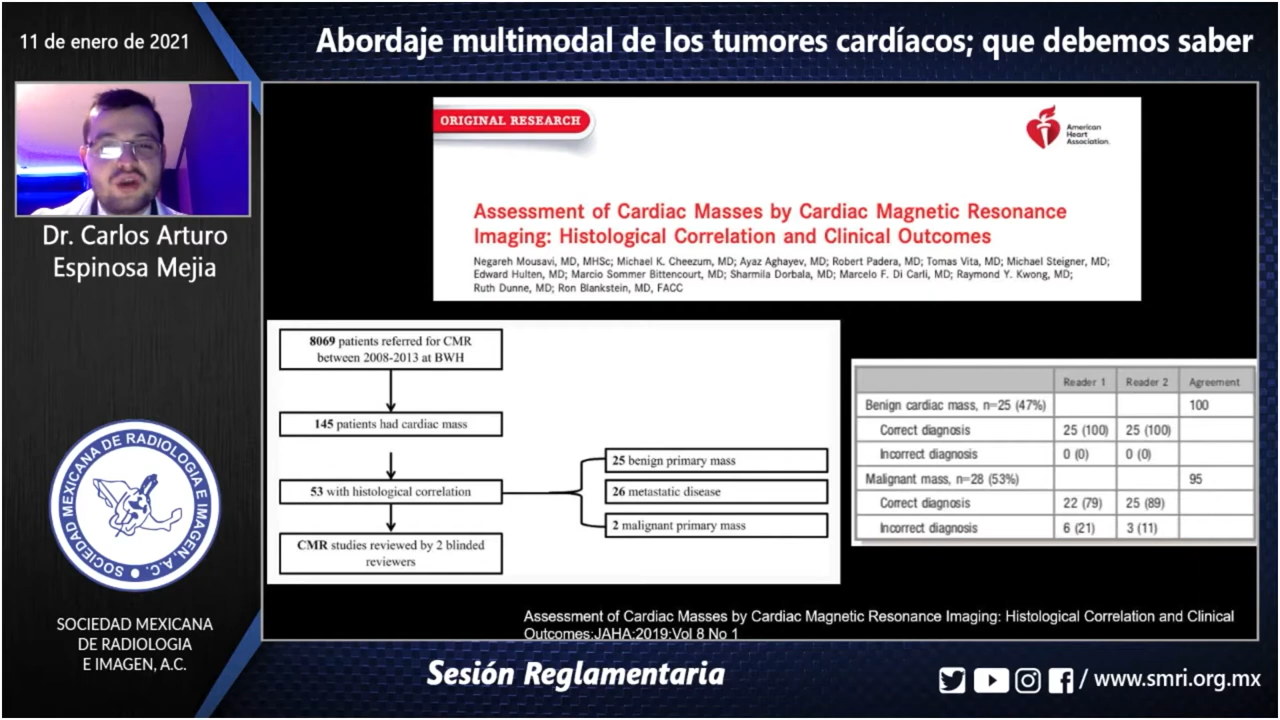 11 de enero de 2021
Abordaje multimodal de los tumores cardíacos; que debemos saber
Dr. Carlos Arturo
Espinosa Mejia
SOCIEDAD MEXICANA DE RADIOLOGIA E IMAGEN, A.C.
SOCIEDAD MEXICANA
DE RADIOLOGIA
E IMAGEN, A.C.
ORIGINAL RESEARCH
American
Heart
Association.
Assessment of Cardiac Masses by Cardiac Magnetic Resonance
Imaging: Histological Correlation and Clinical Outcomes
Negareh Mousavi, MD, MHSc; Michael K. Cheezum, MD; Ayaz Aghayev, MD; Robert Padera, MD; Tomas Vita, MD; Michael Steigner, MD;
Edward Hulten, MD; Marcio Sommer Bittencourt, MD; Sharmila Dorbala, MD; Marcelo F. Di Carli, MD; Raymond Y. Kwong, MD;
Ruth Dunne, MD; Ron Blankstein, MD, FACC
8069 patients referred for CMR
between 2008-2013 at BWH
145 patients had cardiac mass
53 with histological correlation
25 benign primary mass
26 metastatic disease
2 malignant primary mass
CMR studies reviewed by 2 blinded
reviewers
Reader 1 Reader 2 Agreement
Benign cardiac mass, n=25 (47%) 100
Correct diagnosis 25 (100) 25 (100)
Incorrect diagnosis 0 (0) 0 (0)
Malignant mass, n=28 (53%) 95
Correct diagnosis 22 (79) 25 (89)
Incorrect diagnosis 6 (21) 3 (11)
Assessment of Cardiac Masses by Cardiac Magnetic Resonance Imaging: Histological Correlation and Clinical
Outcomes:JAHA:2019:Vol 8 No 1
Sesión Reglamentaria
/ www.smri.org.mx